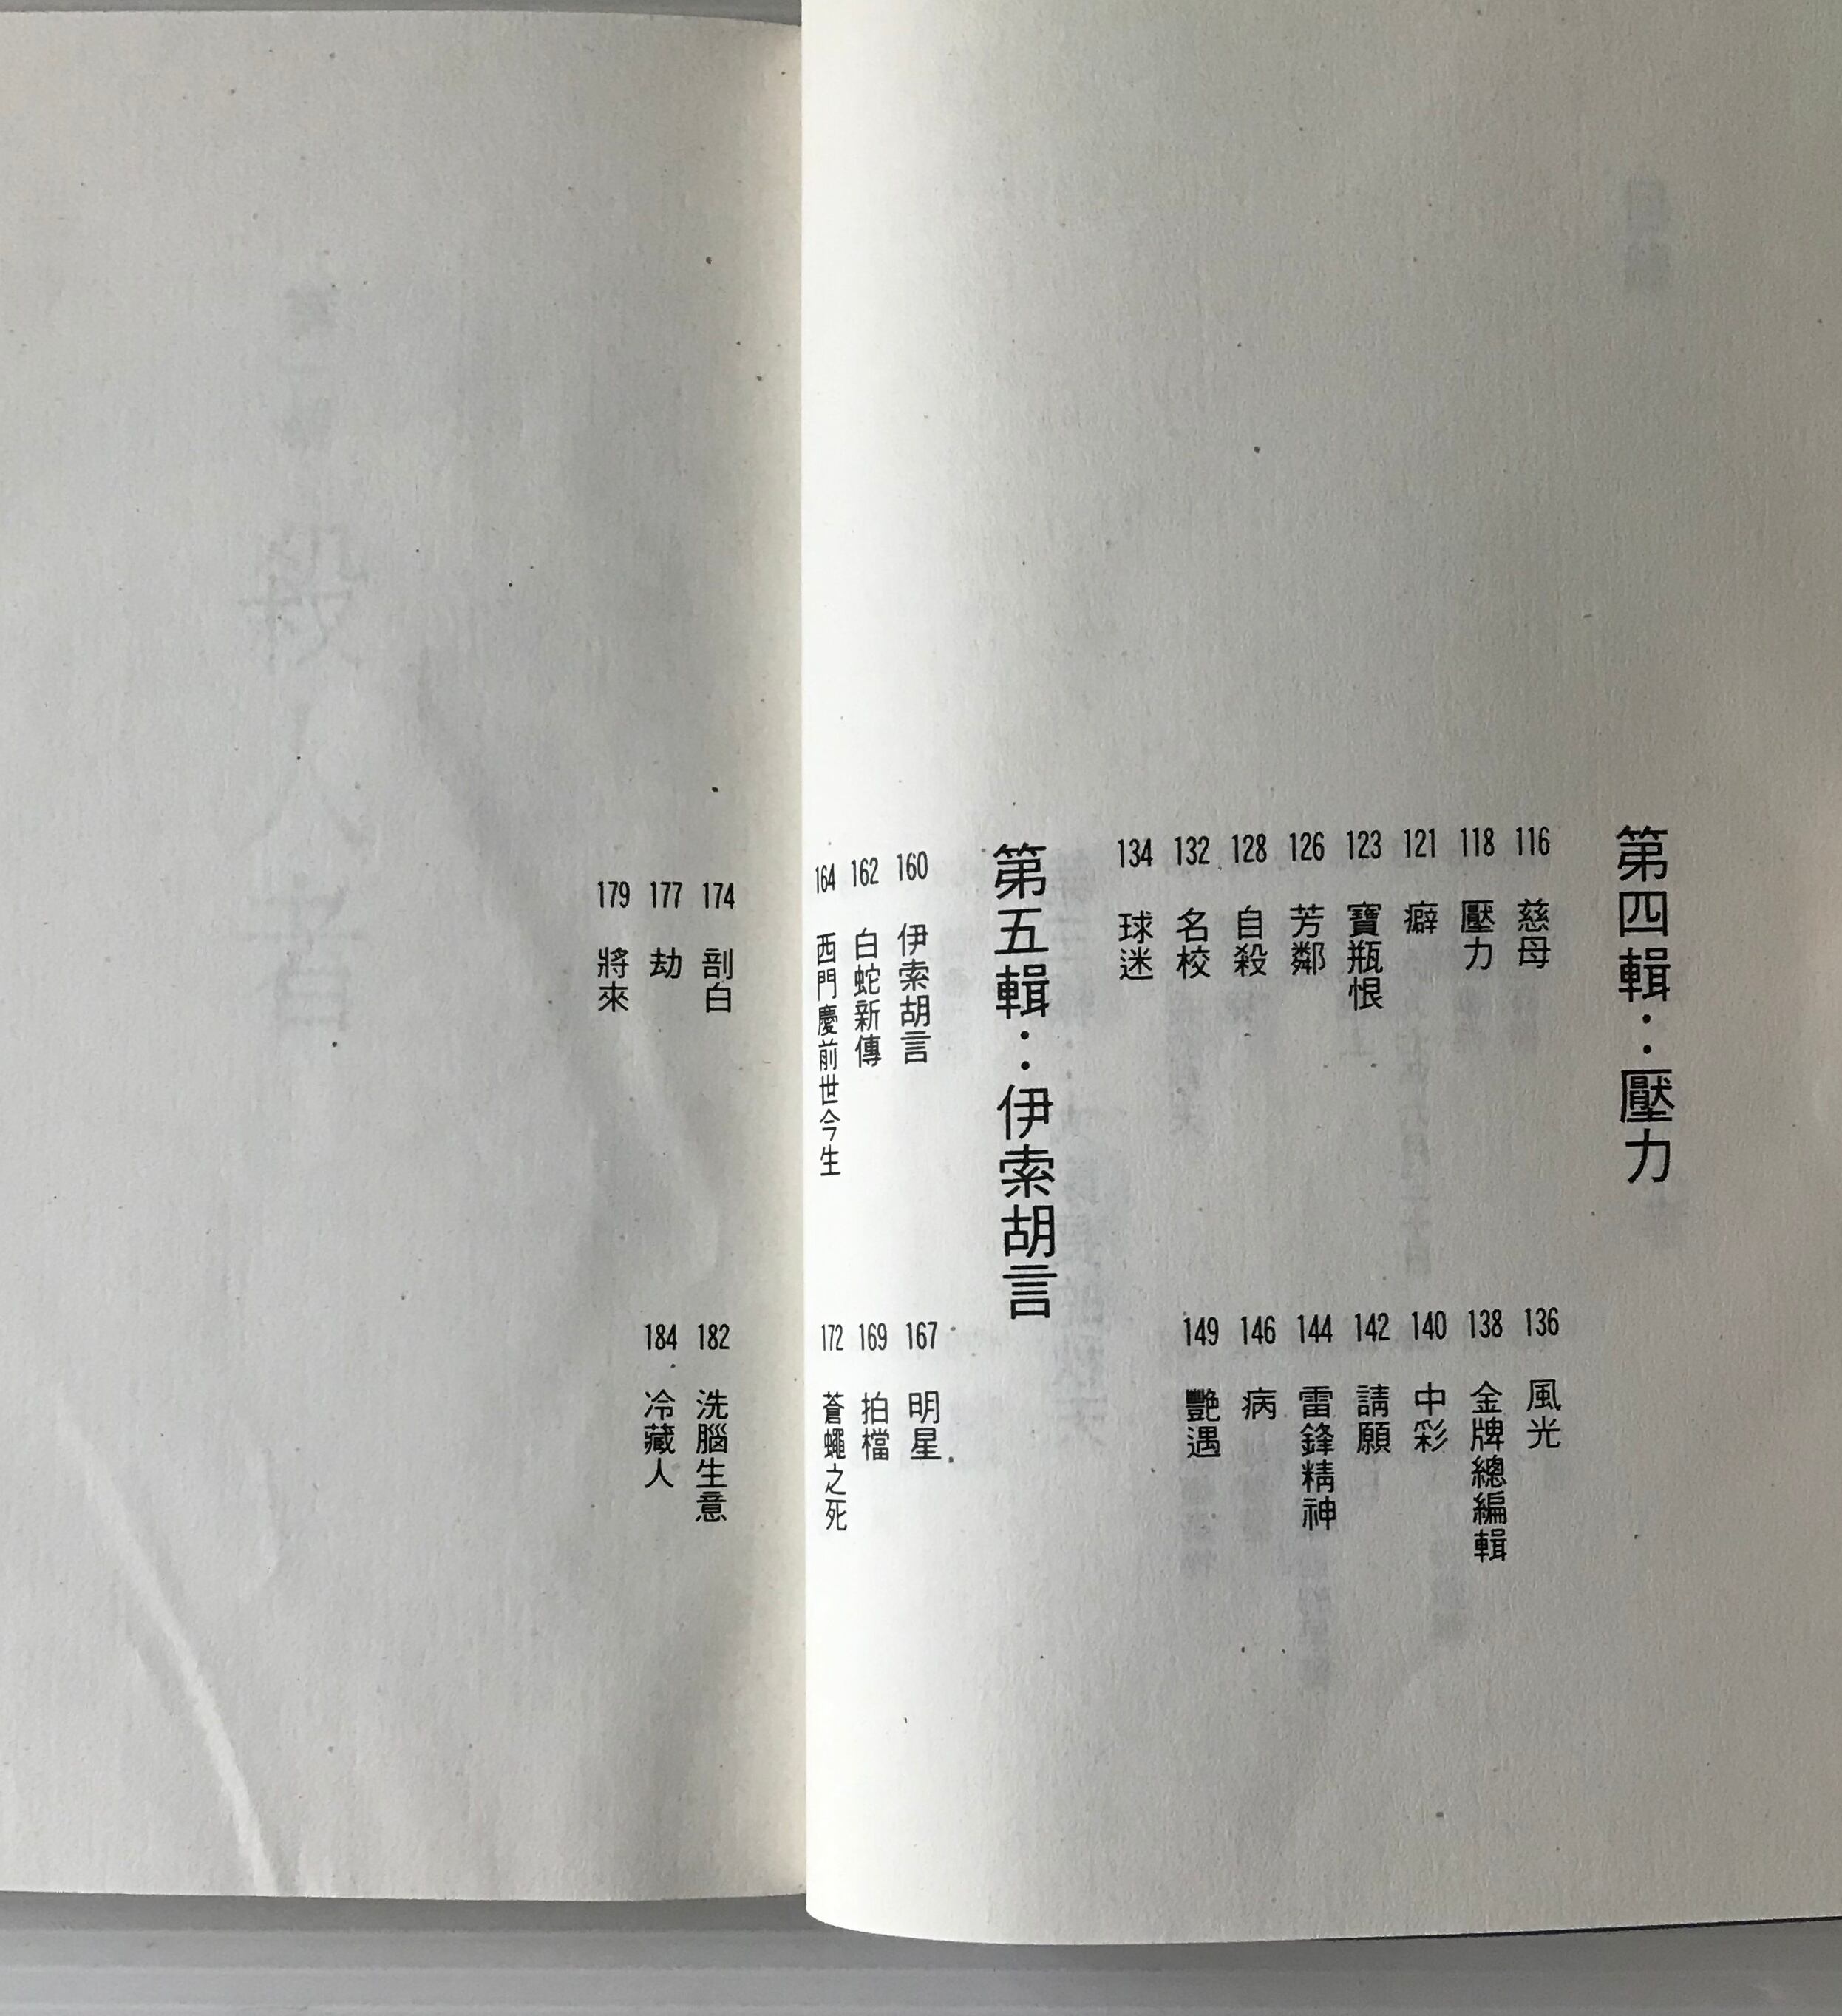 第四輯：壓力
116 慈母
118 壓力
121 癖
123 寶瓶恨
126 芳鄰
128 自殺
132 名校
134 球迷
136 風光
138 金牌總編輯
140 中彩
142 請願
144 雷鋒精神
146 病
149 艷遇
第五輯：伊索胡言
160 伊索胡言
162 白蛇新傳
164 西門慶前世今生
167 明星
169 拍檔
172 蒼蠅之死
174 剖白
177 劫
179 將來
182 洗腦生意
184 冷藏人